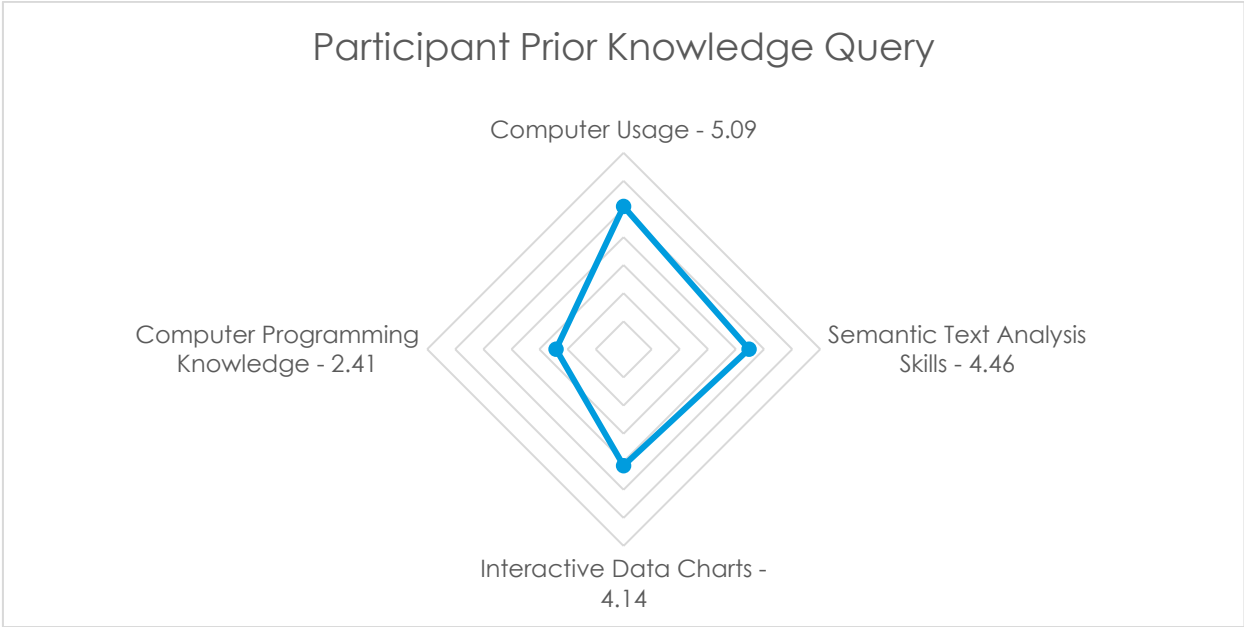 Participant Prior Knowledge Query
Computer Usage - 5.09
Computer Programming
Knowledge - 2.41
Semantic Text Analysis
Skills - 4.46
Interactive Data Charts -
4.14